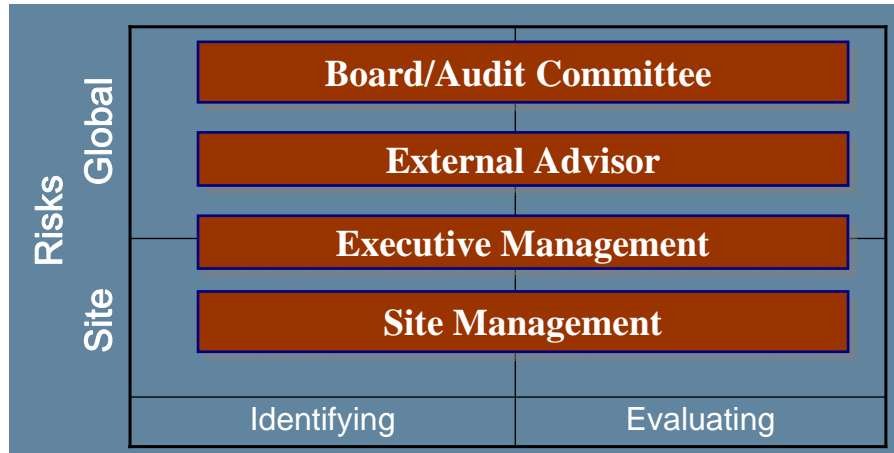 Risks
Global
Site
Board/Audit Committee
External Advisor
Executive Management
Site Management
Identifying
Evaluating